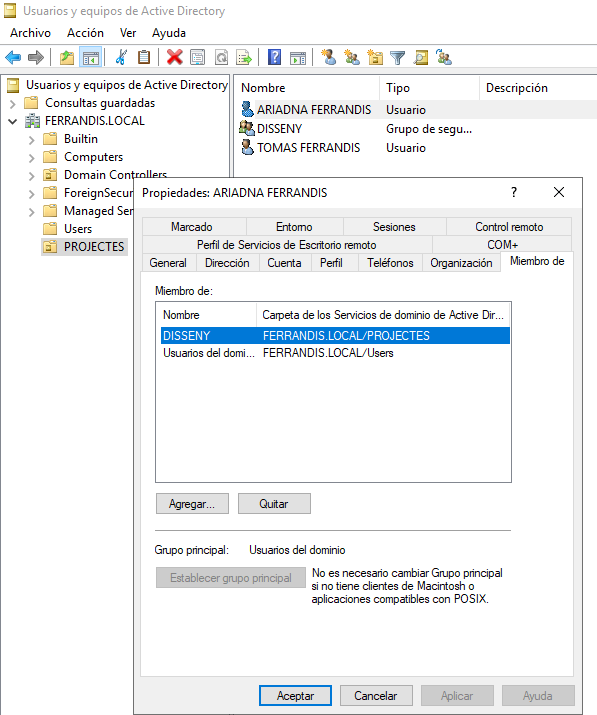 Usuarios y equipos de Active Directory
Archivo Acción Ver Ayuda
Usuarios y equipos de Active Directory
Consultas guardadas
FERRANDIS.LOCAL
Builtin
Computers
Domain Controllers
ForeignSecur
Managed Ser
Users
PROJECTES
Nombre Tipo Descripción
ARIADNA FERRANDIS Usuario
DISSENY Grupo de segu...
TOMAS FERRANDIS Usuario
Propiedades: ARIADNA FERRANDIS ?
Marcado Entorno Sesiones Control remoto
Perfil de Servicios de Escritorio remoto COM+
General Dirección Cuenta Perfil Teléfonos Organización Miembro de
Miembro de:
Nombre Carpeta de los Servicios de dominio de Active Dir...
DISSENY FERRANDIS.LOCAL/PROJECTES
Usuarios del domi... FERRANDIS.LOCAL/Users
Agregar... Quitar
Grupo principal: Usuarios del dominio
Establecer grupo principal
No es necesario cambiar Grupo principal
si no tiene clientes de Macintosh o
aplicaciones compatibles con POSIX.
Aceptar Cancelar Aplicar Ayuda